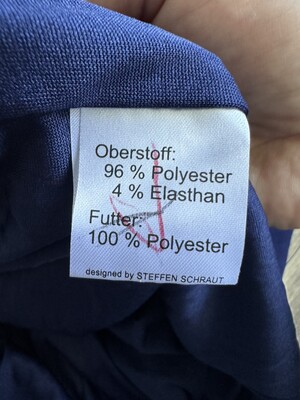 Oberstoff:
96 % Polyester
4 % Elasthan
Futter:
100 % Polyester
designed by STEFFEN SCHRAUT